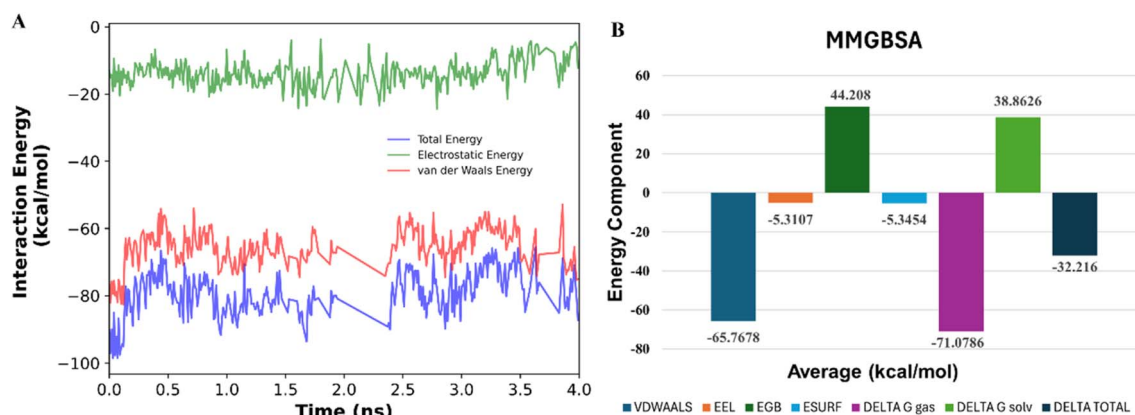 A
Interaction Energy
(kcal/mol)
0
−20
−40
−60
−80
−100
Total Energy
Electrostatic Energy
van der Waals Energy
0.0 0.5 1.0 1.5 2.0 2.5 3.0 3.5 4.0
Time (ns)
B
MMGBSA
Energy Component
60
40
20
0
-20
-40
-60
-80
-65.7678
-5.3107
44.208
-5.3454
-71.0786
38.8626
-32.216
Average (kcal/mol)
VDWAALS EEL EGB ESURF DELTA G gas DELTA G solv DELTA TOTAL